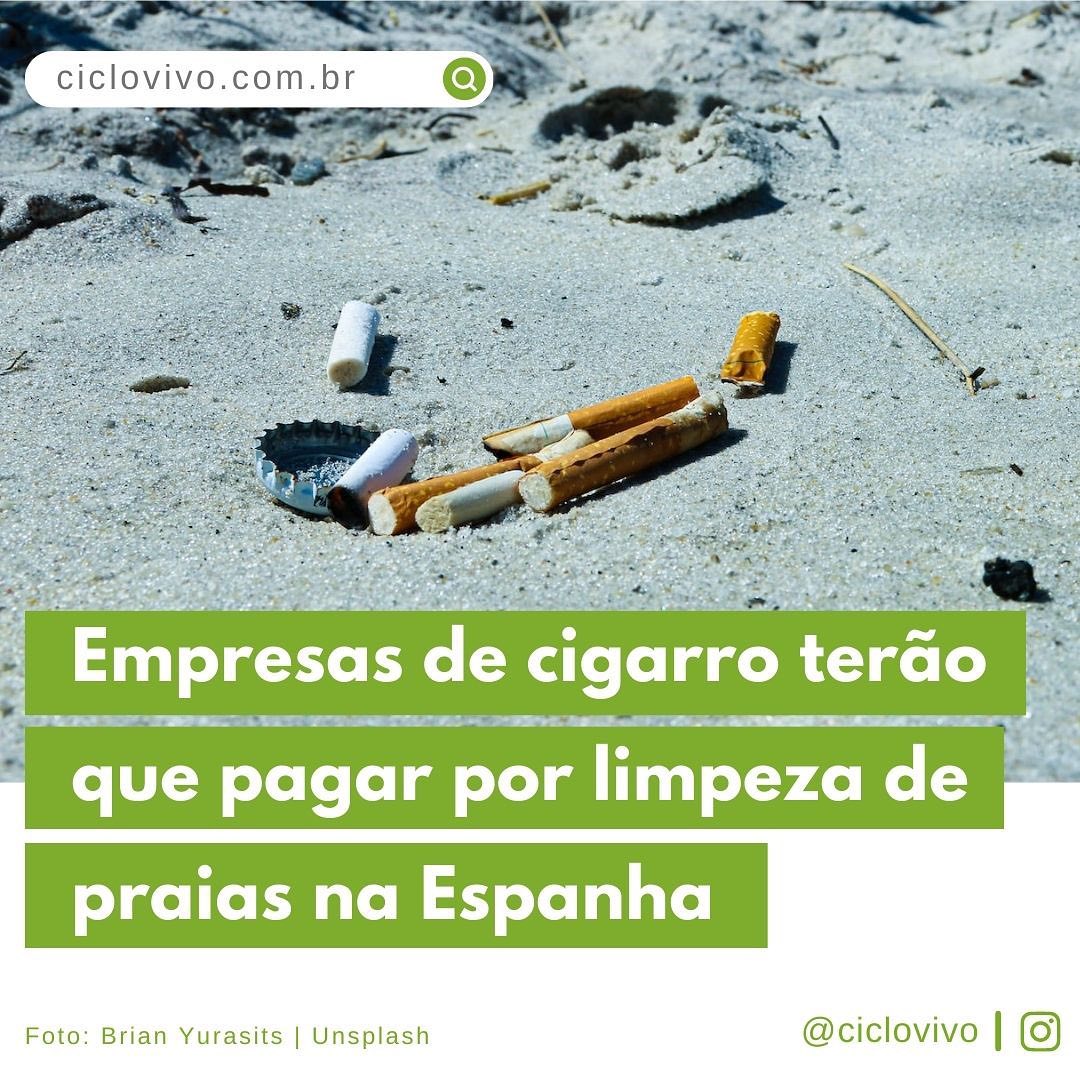 ciclovivo.com.br
Empresas de cigarro terão
que pagar por limpeza de
praias na Espanha
Foto: Brian Yurasits | Unsplash
@ciclovivo